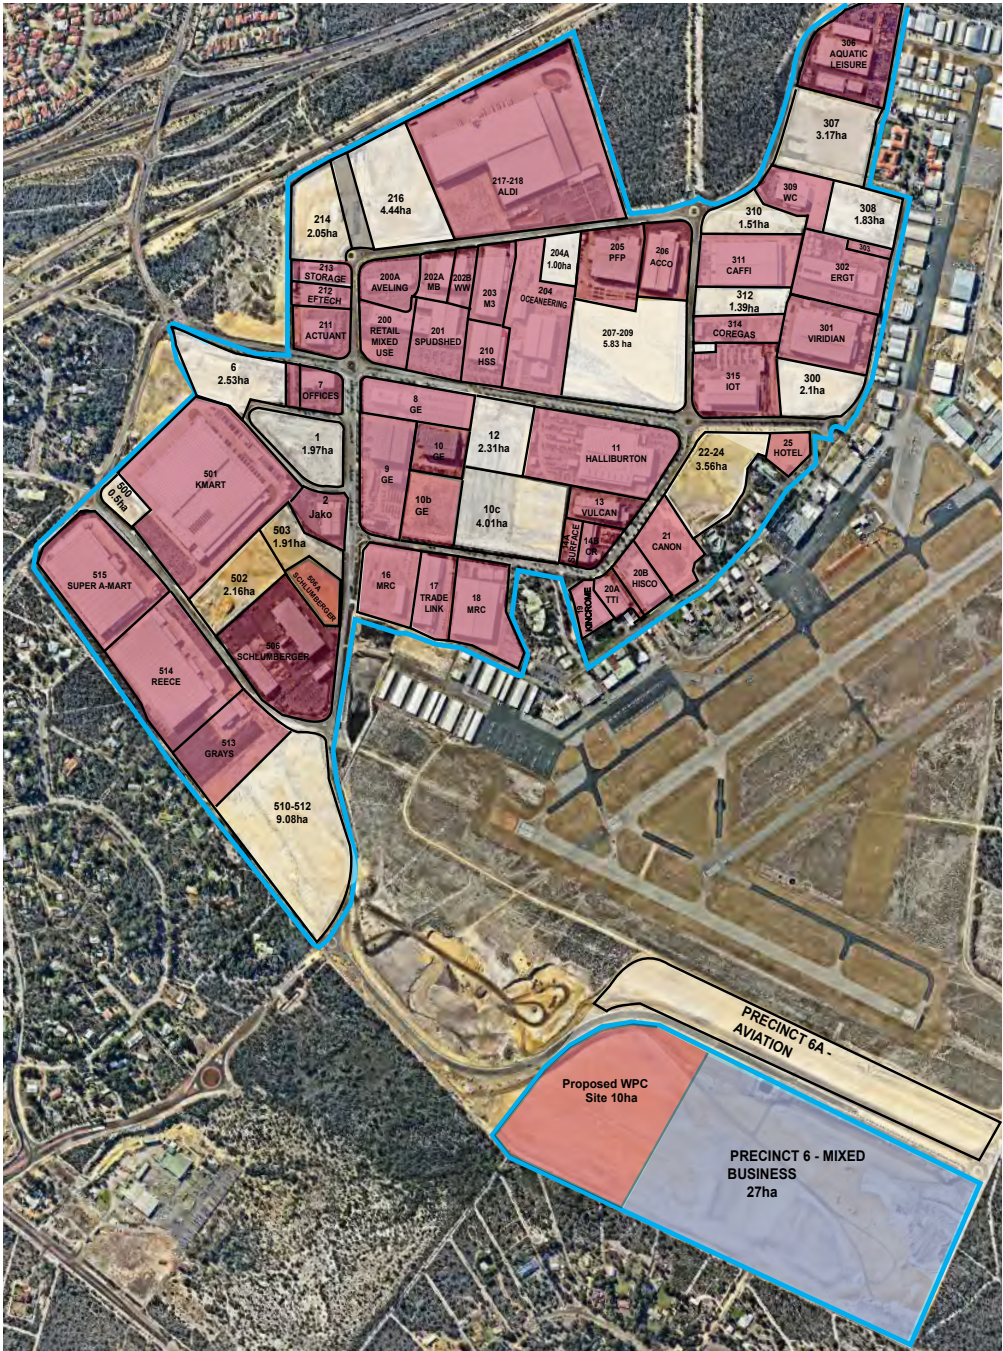 306
AQUATIC
LEISURE
307
3.17ha
217-218
ALDI
309
WC
216
4.44ha
308
1.83ha
310
1.51ha
214
2.05ha
303
204A
1.00ha
205
PFP
206
ACCO
311
CAFFI
302
ERGT
213
STORAGE
212
EFTECH
200A
AVELING
202A
MB
202B
WW
203
M3
204
OCEANEERING
312
1.39ha
211
ACTUANT
200
RETAIL
MIXED
USE
201
SPUDSHED
210
HSS
207-209
5.83 ha
314
COREGAS
301
VIRIDIAN
315
IOT
300
2.1ha
6
2.53ha
7
OFFICES
8
GE
1
1.97ha
12
2.31ha
11
HALLIBURTON
25
HOTEL
22-24
3.56ha
10
GE
9
GE
501
KMART
500
0.5ha
2
Jako
10b
GE
10c
4.01ha
13
VULCAN
503
1.91ha
14A
SURFACE
14B
CR
21
CANON
515
SUPER A-MART
502
2.16ha
506A
SCHLUMBERGER
16
MRC
17
TRADE
LINK
18
MRC
19
KINCROME
20A
TTI
20B
HISCO
506
SCHLUMBERGER
514
REECE
513
GRAYS
510-512
9.08ha
PRECINCT 6A -
AVIATION
Proposed WPC
Site 10ha
PRECINCT 6 - MIXED
BUSINESS
27ha